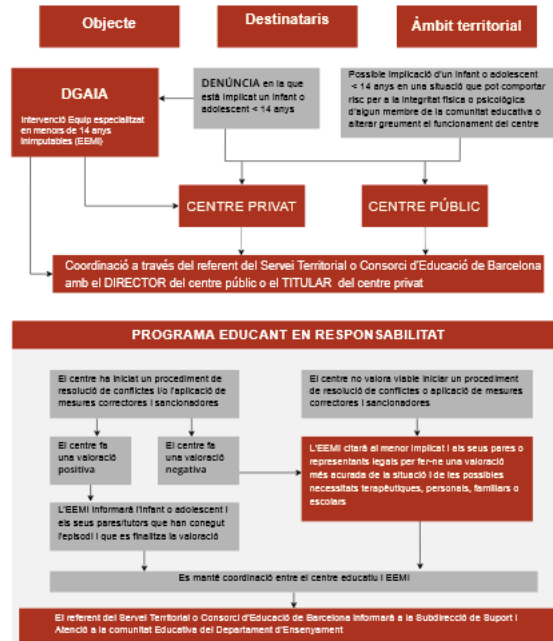 Objecte
Destinataris
Àmbit territorial
DGAIA
Intervenció Equip especialitzat
en menors de 14 anys
Inimputables (EEMI)
DENÚNCIA en la que
està implicat un infant o
adolescent < 14 anys
Possible implicació d'un infant o adolescent
< 14 anys en una situació que pot comportar
risc per a la integritat física o psicològica
d'algun membre de la comunitat educativa o
alterar greument el funcionament del centre
CENTRE PRIVAT
CENTRE PÚBLIC
Coordinació a través del referent del Servei Territorial o Consorci d'Educació de Barcelona
amb el DIRECTOR del centre públic o el TITULAR del centre privat
PROGRAMA EDUCANT EN RESPONSABILITAT
El centre ha iniciat un procediment de
resolució de conflictes i/o l'aplicació de
mesures correctores i sancionadores
El centre no valora viable iniciar un procediment
de resolució de conflictes o aplicació de mesures
correctores i sancionadores
El centre fa
una valoració
positiva
El centre fa
una valoració
negativa
L'EEMI citarà al menor implicat i als seus pares o
representants legals per fer-ne una valoració
més acurada de la situació i de les possibles
necessitats terapèutiques, personals, familiars o
escolars
L'EEMI informarà l'infant o adolescent i
els seus pares/tutors que han conegut
l'episodi i que es finalitza la valoració
Es manté coordinació entre el centre educatiu i EEMI
El referent del Servei Territorial o Consorci d'Educació de Barcelona informarà a la Subdirecció de Suport i
Atenció a la comunitat Educativa del Departament d'Ensenyament